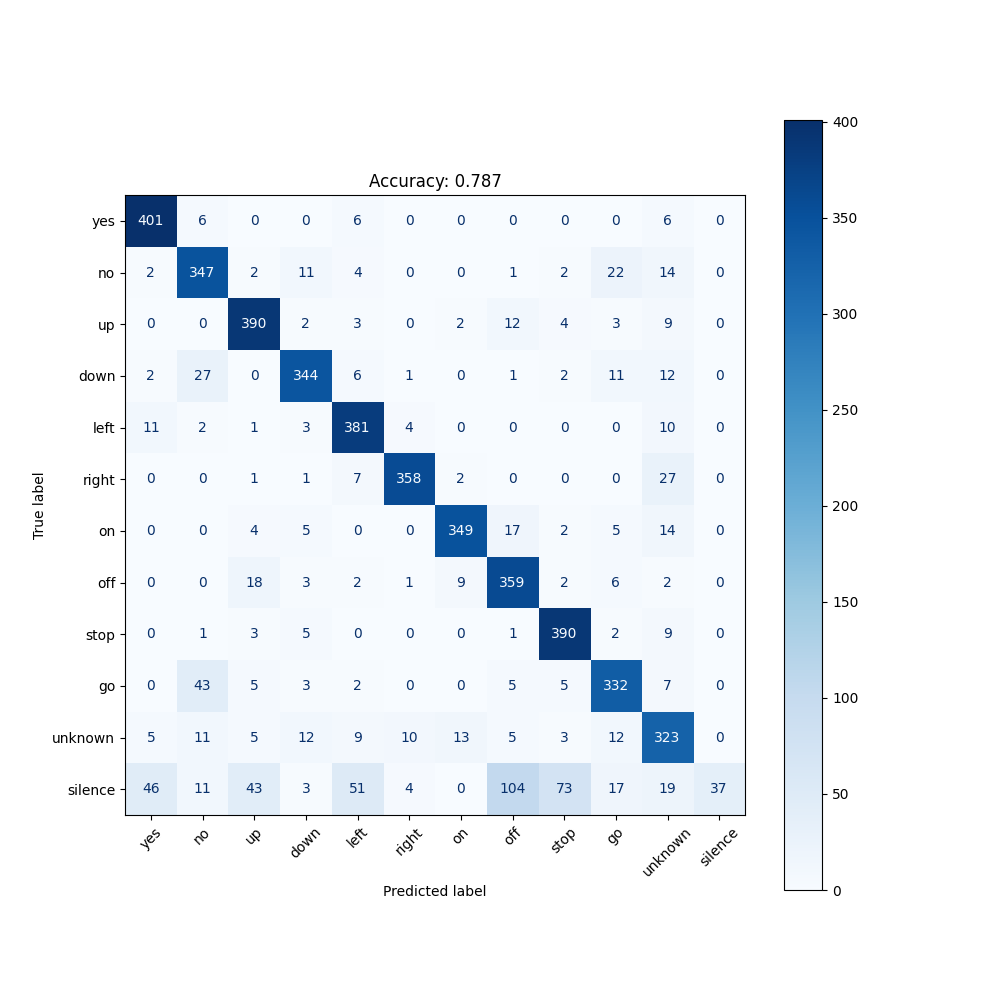 Accuracy: 0.787
yes 401 6 0 0 6 0 0 0 0 0 6 0
no 2 347 2 11 4 0 0 1 2 22 14 0
up 0 0 390 2 3 0 2 12 4 3 9 0
down 2 27 0 344 6 1 0 1 2 11 12 0
left 11 2 1 3 381 4 0 0 0 0 10 0
right 0 0 1 1 7 358 2 0 0 0 27 0
on 0 0 4 5 0 0 349 17 2 5 14 0
off 0 0 18 3 2 1 9 359 2 6 2 0
stop 0 1 3 5 0 0 0 1 390 2 9 0
go 0 43 5 3 2 0 0 5 5 332 7 0
unknown 5 11 5 12 9 10 13 5 3 12 323 0
silence 46 11 43 3 51 4 0 104 73 17 19 37
yes no up down left right on off stop go unknown silence
Predicted label
True label
400
350
300
250
200
150
100
50
0